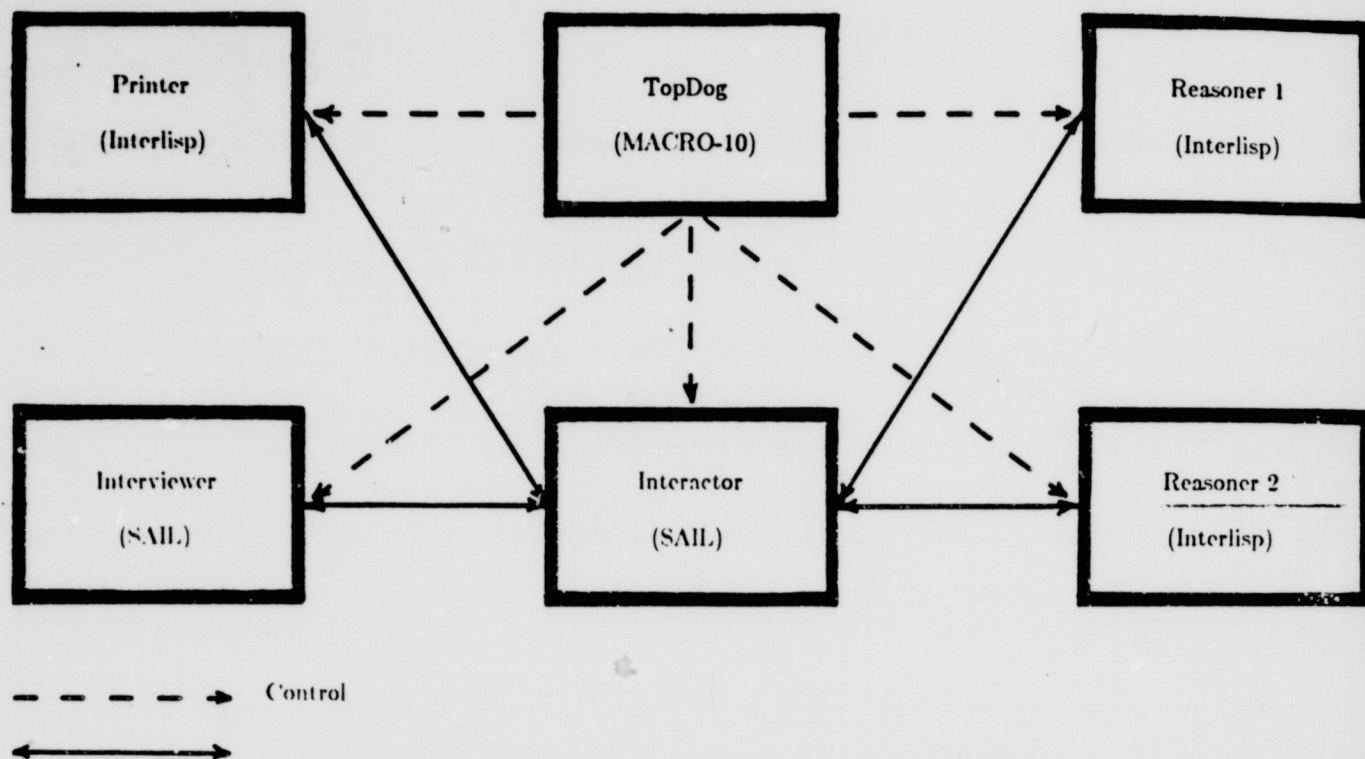 Printer
(Interlisp)
TopDog
(MACRO-10)
Reasoner 1
(Interlisp)
Interviewer
(SAIL)
Interactor
(SAIL)
Reasoner 2
(Interlisp)
Control